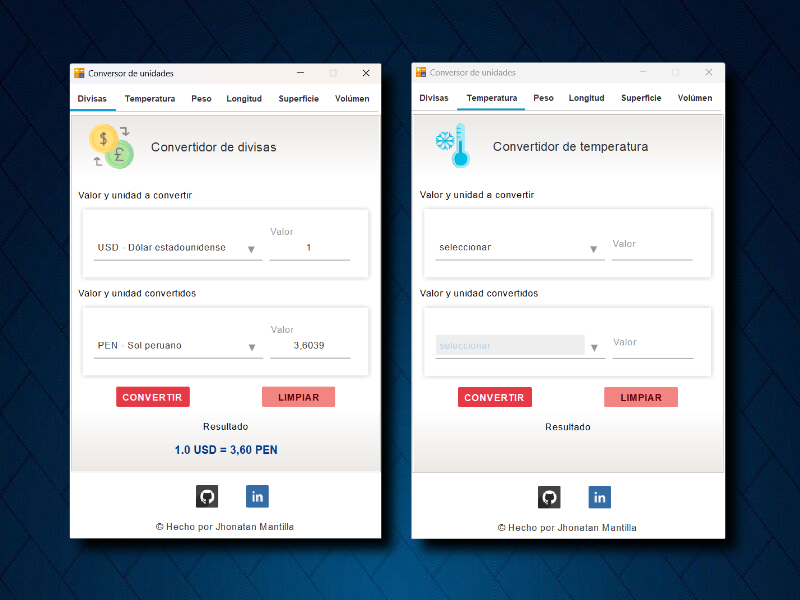 Conversor de unidades
Divisas Temperatura Peso Longitud Superficie Volúmen
$ £
Convertidor de divisas
Valor y unidad a convertir
Valor
USD - Dólar estadounidense 1
Valor y unidad convertidos
Valor
PEN - Sol peruano 3,6039
CONVERTIR LIMPIAR
Resultado
1.0 USD = 3,60 PEN
in
© Hecho por Jhonatan Mantilla
Conversor de unidades
Divisas Temperatura Peso Longitud Superficie Volúmen
Convertidor de temperatura
Valor y unidad a convertir
seleccionar Valor
Valor y unidad convertidos
seleccionar Valor
CONVERTIR LIMPIAR
Resultado
in
© Hecho por Jhonatan Mantilla